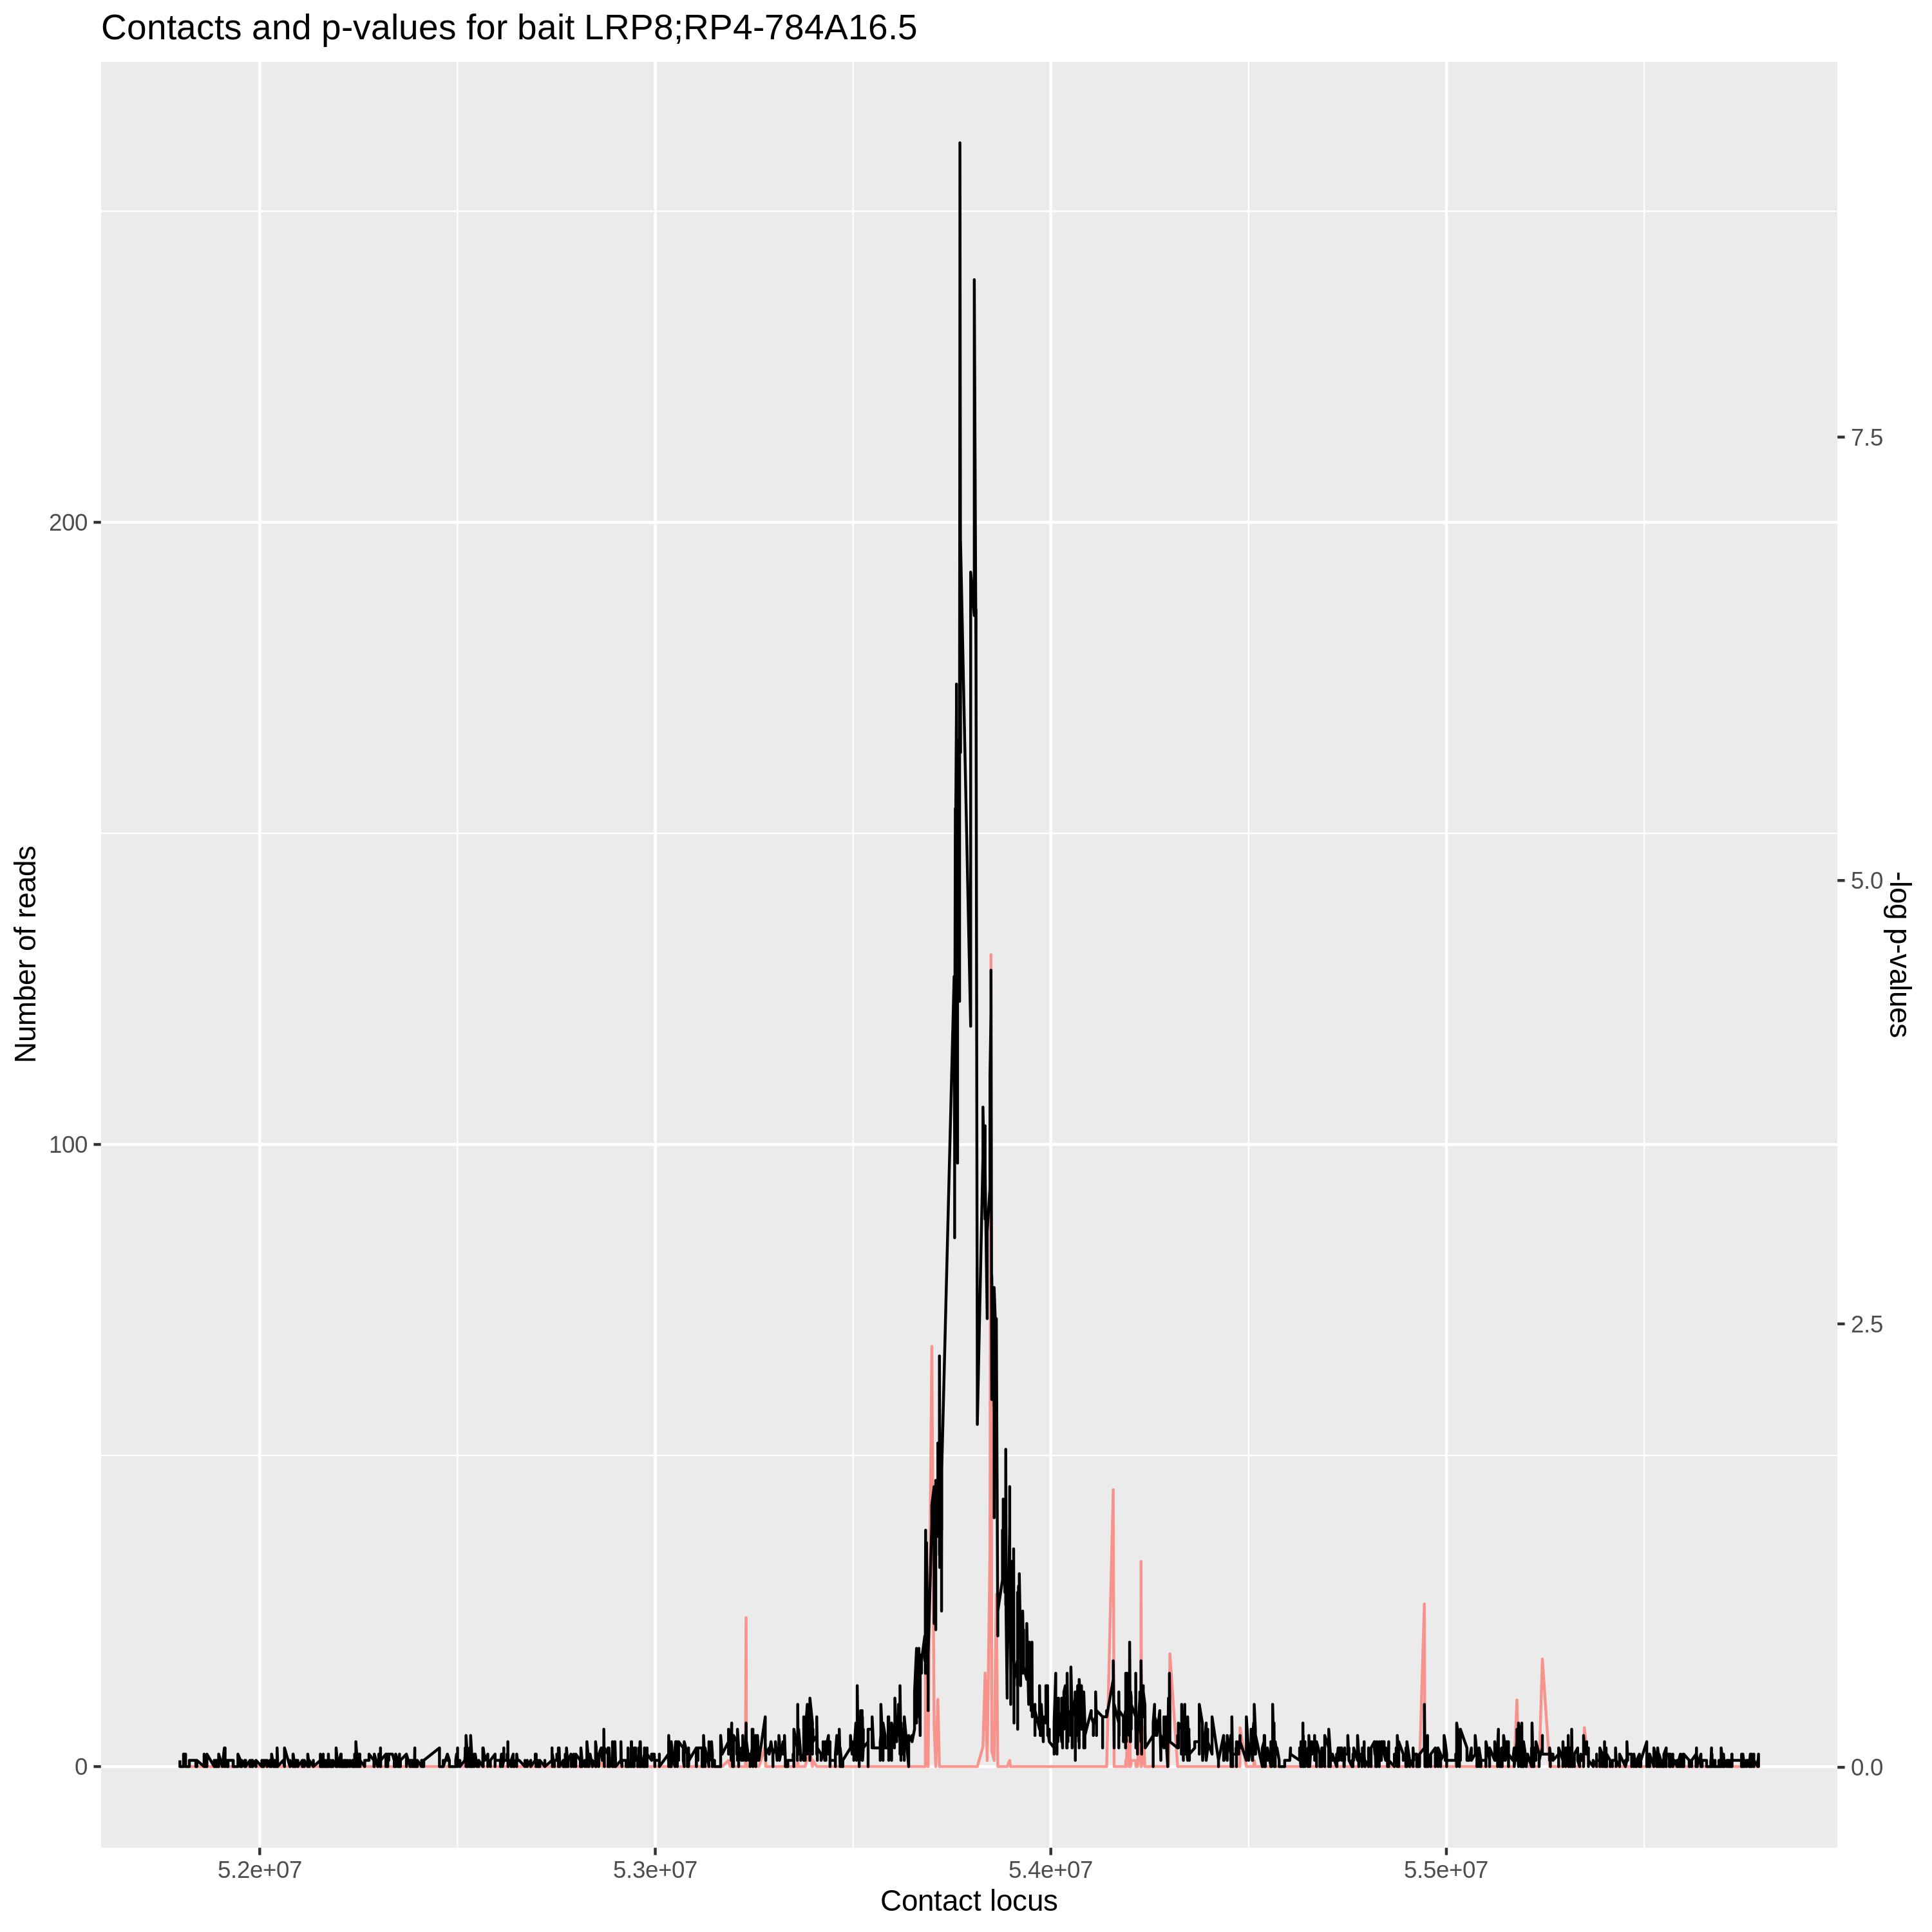 Contacts and p-values for bait LRP8;RP4-784A16.5
200
100
0
Number of reads
7.5
5.0
2.5
0.0
-log p-values
5.2e+07
5.3e+07
5.4e+07
5.5e+07
Contact locus